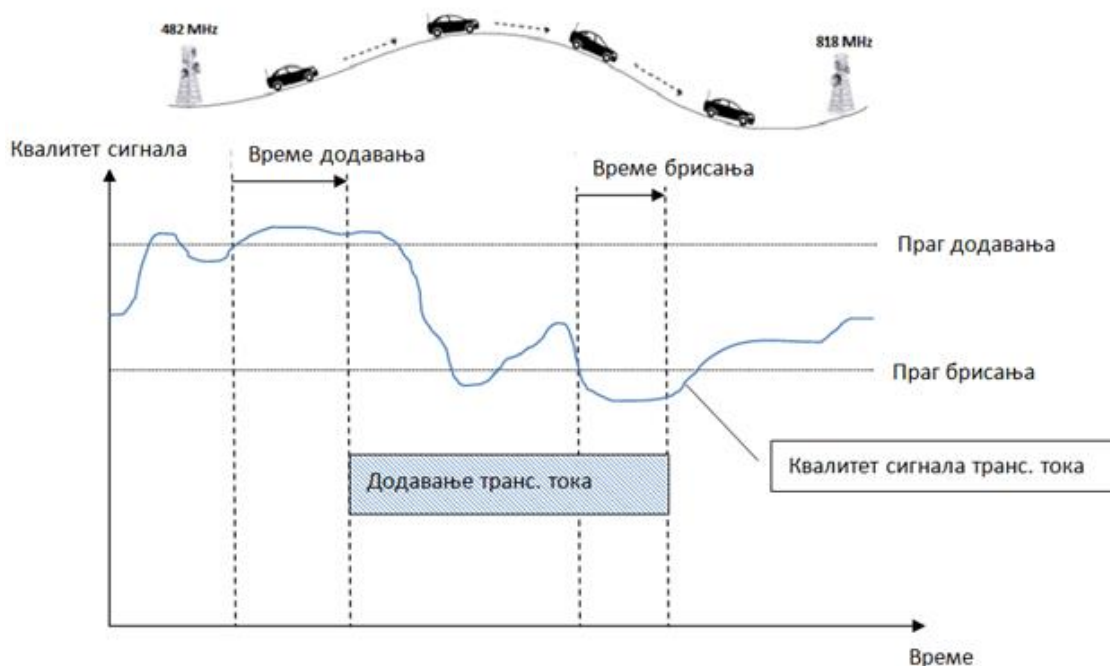 482 MHz
818 MHz
Квалитет сигнала
Време додавања
Време брисања
Праг додавања
Праг брисања
Додавање транс. тока
Квалитет сигнала транс. тока
Време